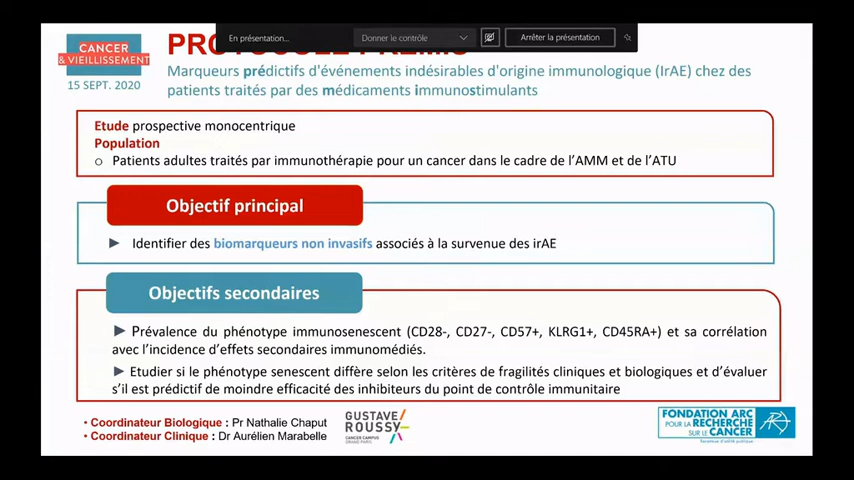 En présentation...
Donner le contrôle
Arrêter la présentation
CANCER
& VIEILLISSEMENT
15 SEPT. 2020
Marqueurs prédictifs d'événements indésirables d'origine immunologique (IrAE) chez des
patients traités par des médicaments immunostimulants
Etude prospective monocentrique
Population
o Patients adultes traités par immunothérapie pour un cancer dans le cadre de l'AMM et de l'ATU
Objectif principal
► Identifier des biomarqueurs non invasifs associés à la survenue des irAE
Objectifs secondaires
► Prévalence du phénotype immunosenescent (CD28-, CD27-, CD57+, KLRG1+, CD45RA+) et sa corrélation
avec l'incidence d'effets secondaires immunomédiés.
► Etudier si le phénotype senescent diffère selon les critères de fragilités cliniques et biologiques et d'évaluer
s'il est prédictif de moindre efficacité des inhibiteurs du point de contrôle immunitaire
• Coordinateur Biologique : Pr Nathalie Chaput
• Coordinateur Clinique : Dr Aurélien Marabelle
GUSTAVE
ROUSSY
CANCER CAMPUS
GRAND PARIS
FONDATION ARC
POUR LA RECHERCHE
SUR LE CANCER
Reconnue d'utilité publique